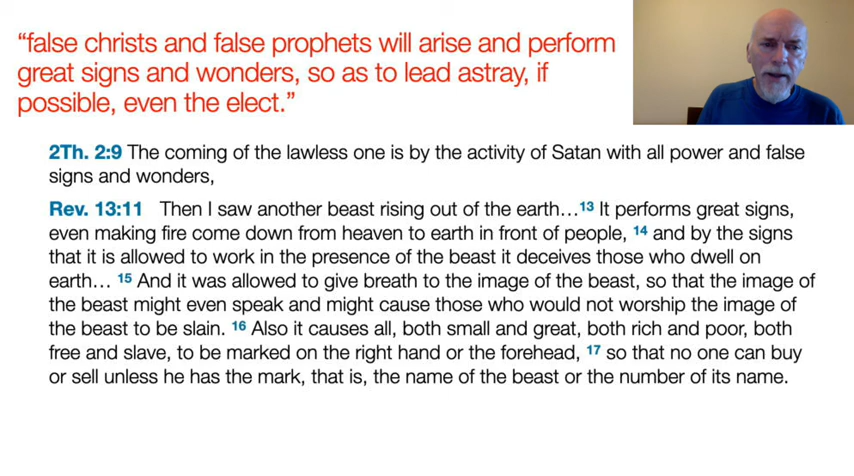 “false christs and false prophets will arise and perform
great signs and wonders, so as to lead astray, if
possible, even the elect.”
2Th. 2:9 The coming of the lawless one is by the activity of Satan with all power and false
signs and wonders,
Rev. 13:11 Then I saw another beast rising out of the earth… 13 It performs great signs,
even making fire come down from heaven to earth in front of people, 14 and by the signs
that it is allowed to work in the presence of the beast it deceives those who dwell on
earth… 15 And it was allowed to give breath to the image of the beast, so that the image of
the beast might even speak and might cause those who would not worship the image of
the beast to be slain. 16 Also it causes all, both small and great, both rich and poor, both
free and slave, to be marked on the right hand or the forehead, 17 so that no one can buy
or sell unless he has the mark, that is, the name of the beast or the number of its name.